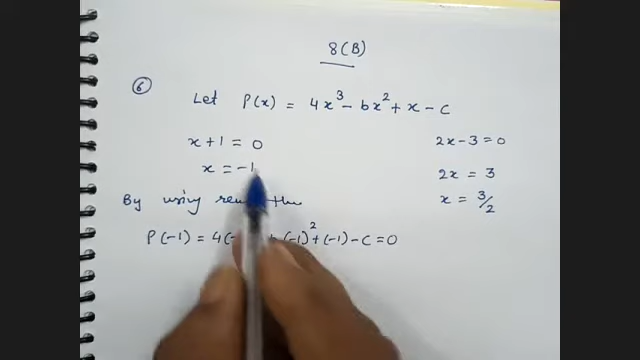 8(B)
6
Let P(x) = 4x³ - bx² + x - c
x + 1 = 0
2x - 3 = 0
x = -1
2x = 3
x = 3/2
By using
P(-1) = 4(- + (-1)² + (-1) - c = 0